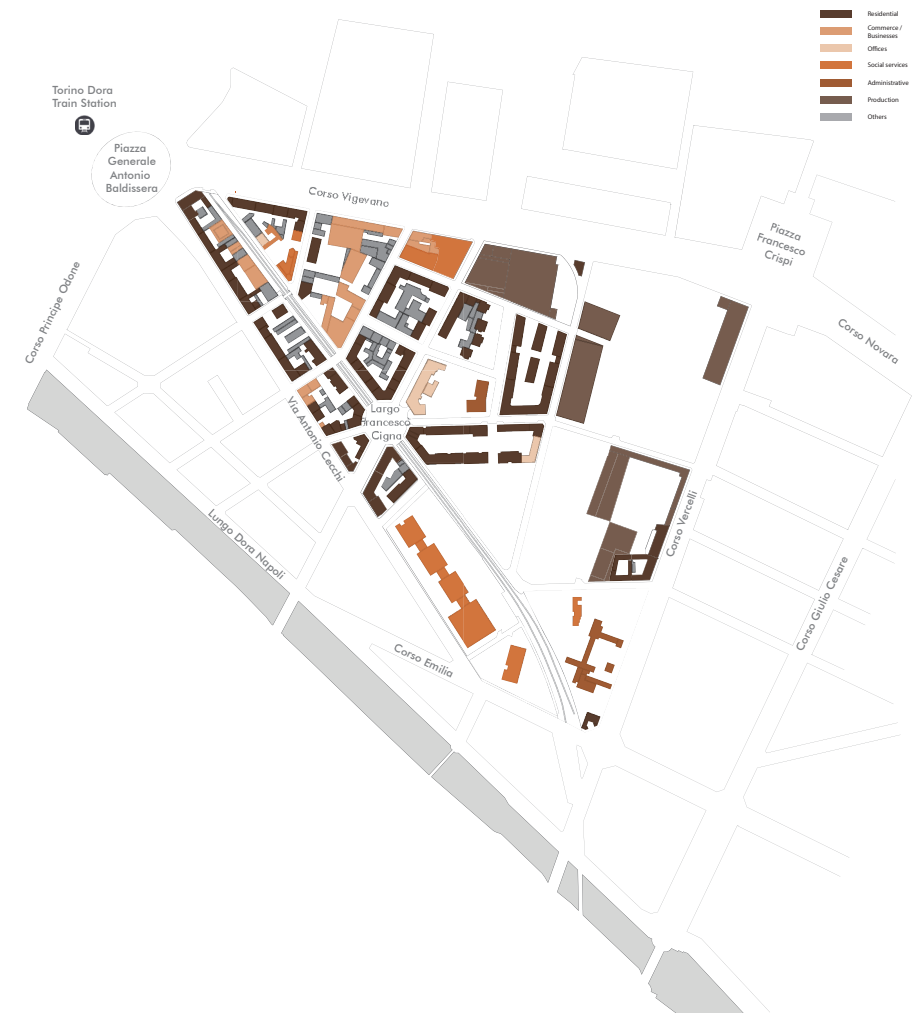 Residential
Commerce /
Businesses
Offices
Social services
Administrative
Production
Others
Torino Dora
Train Station
Piazza
Generale
Antonio
Baldissera
Corso Vigevano
Piazza
Francesco
Crispi
Corso Principe Odone
Corso Novara
Largo
Francesco
Cigna
Via Antonio Cecchi
Corso Vercelli
Lungo Dora Napoli
Corso Giulio Cesare
Corso Emilia